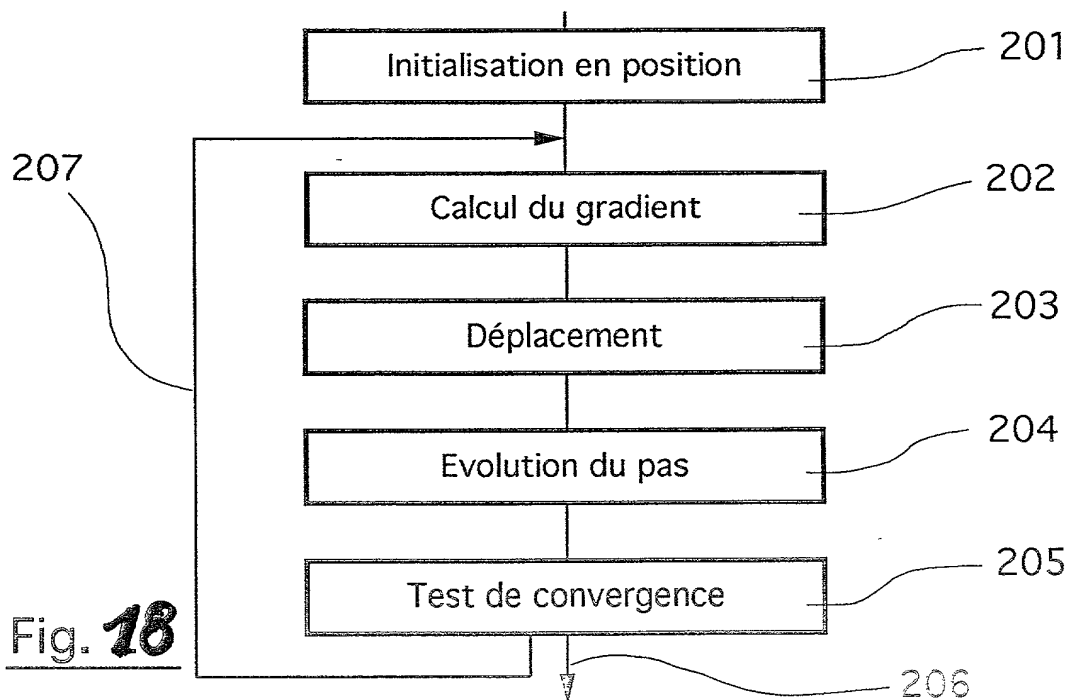 Initialisation en position
201
207
Calcul du gradient
202
Déplacement
203
Evolution du pas
204
Test de convergence
205
Fig. 18
206